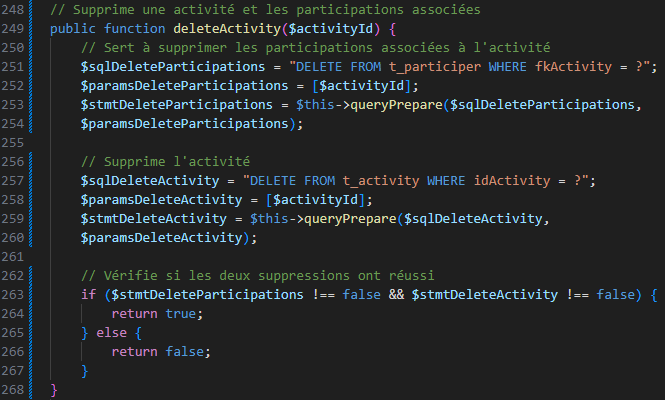 248 // Supprime une activité et les participations associées
249 public function deleteActivity($activityId) {
250 // Sert à supprimer les participations associées à l'activité
251 $sqlDeleteParticipations = "DELETE FROM t_participer WHERE fkActivity = ?";
252 $paramsDeleteParticipations = [$activityId];
253 $stmtDeleteParticipations = $this->queryPrepare($sqlDeleteParticipations,
254 $paramsDeleteParticipations);
255
256 // Supprime l'activité
257 $sqlDeleteActivity = "DELETE FROM t_activity WHERE idActivity = ?";
258 $paramsDeleteActivity = [$activityId];
259 $stmtDeleteActivity = $this->queryPrepare($sqlDeleteActivity,
260 $paramsDeleteActivity);
261
262 // Vérifie si les deux suppressions ont réussi
263 if ($stmtDeleteParticipations !== false && $stmtDeleteActivity !== false) {
264 return true;
265 } else {
266 return false;
267 }
268 }